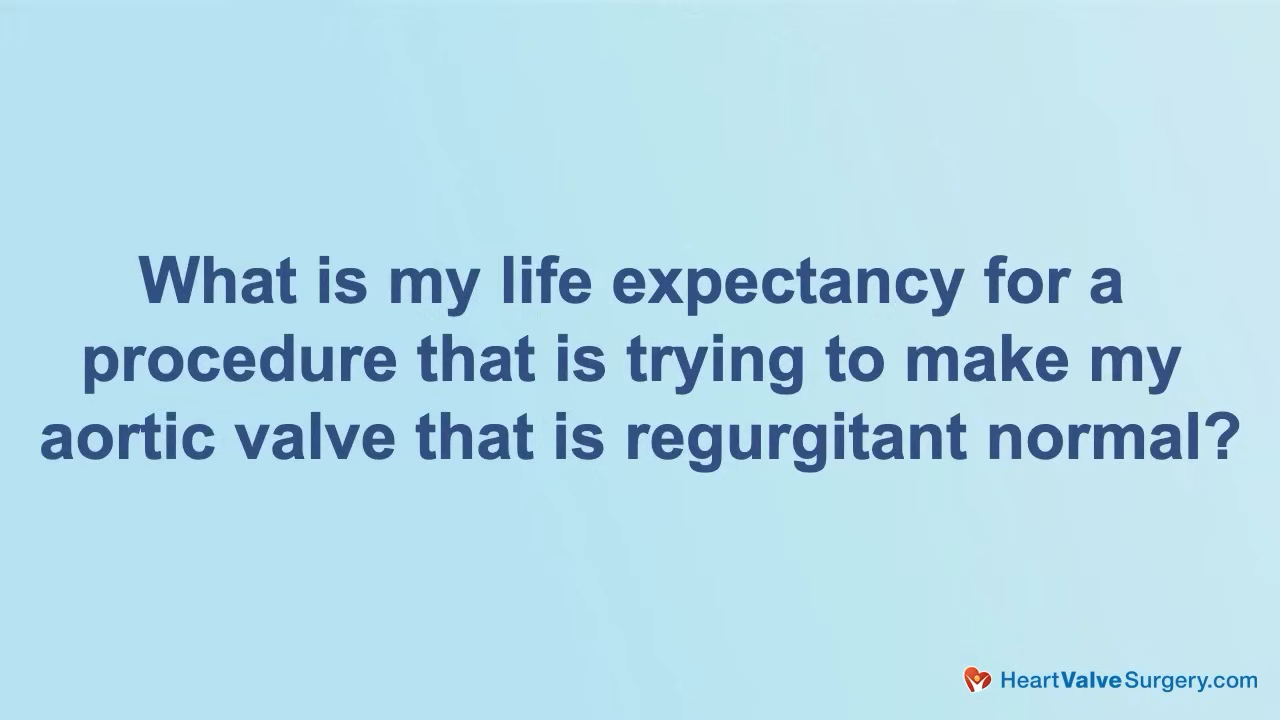 What is my life expectancy for a
procedure that is trying to make my
aortic valve that is regurgitant normal?
HeartValveSurgery.com